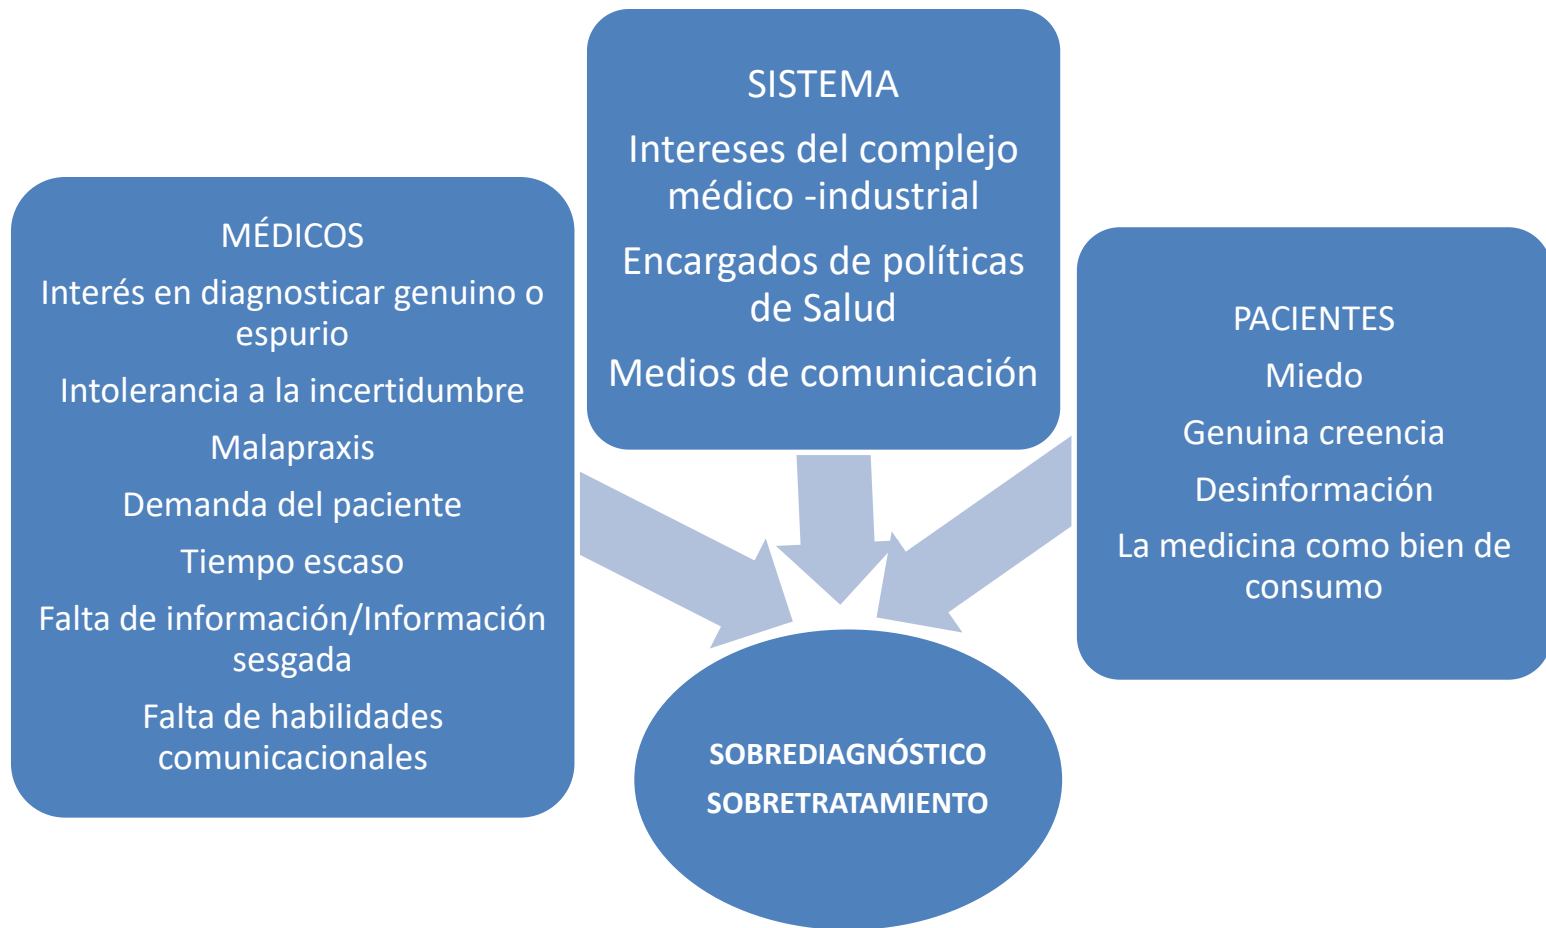 MÉDICOS
Interés en diagnosticar genuino o
espurio
Intolerancia a la incertidumbre
Malapraxis
Demanda del paciente
Tiempo escaso
Falta de información/Información
sesgada
Falta de habilidades
comunicacionales
SISTEMA
Intereses del complejo
médico -industrial
Encargados de políticas
de Salud
Medios de comunicación
PACIENTES
Miedo
Genuina creencia
Desinformación
La medicina como bien de
consumo
SOBREDIAGNÓSTICO
SOBRETRATAMIENTO